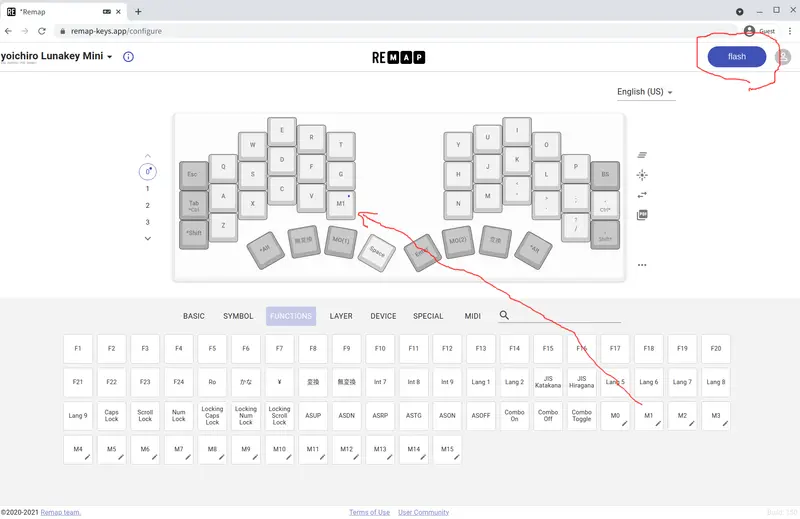 *Remap
remap-keys.app/configure
Guest
yoichiro Lunakey Mini
REMAP
flash
English (US)
0
1
2
3
Esc Q W E R T Y U I O P BS
Tab *Ctrl A S D F G H J K L ; Ctrl*
*Shift Z X C V M1 N M / ? Shift*
*Alt 無変換 MO(1) Space Enter MO(2) 変換 *Alt
BASIC SYMBOL FUNCTIONS LAYER DEVICE SPECIAL MIDI
F1 F2 F3 F4 F5 F6 F7 F8 F9 F10 F11 F12 F13 F14 F15 F16 F17 F18 F19 F20
F21 F22 F23 F24 Ro かな ¥ 変換 無変換 Int 7 Int 8 Int 9 Lang 1 Lang 2 JIS Katakana JIS Hiragana Lang 5 Lang 6 Lang 7 Lang 8
Lang 9 Caps Lock Scroll Lock Num Lock Locking Caps Lock Locking Num Lock Locking Scroll Lock ASUP ASDN ASRP ASTG ASON ASOFF Combo On Combo Off Combo Toggle M0 M1 M2 M3
M4 M5 M6 M7 M8 M9 M10 M11 M12 M13 M14 M15
©2020-2021 Remap team.
Terms of Use User Community